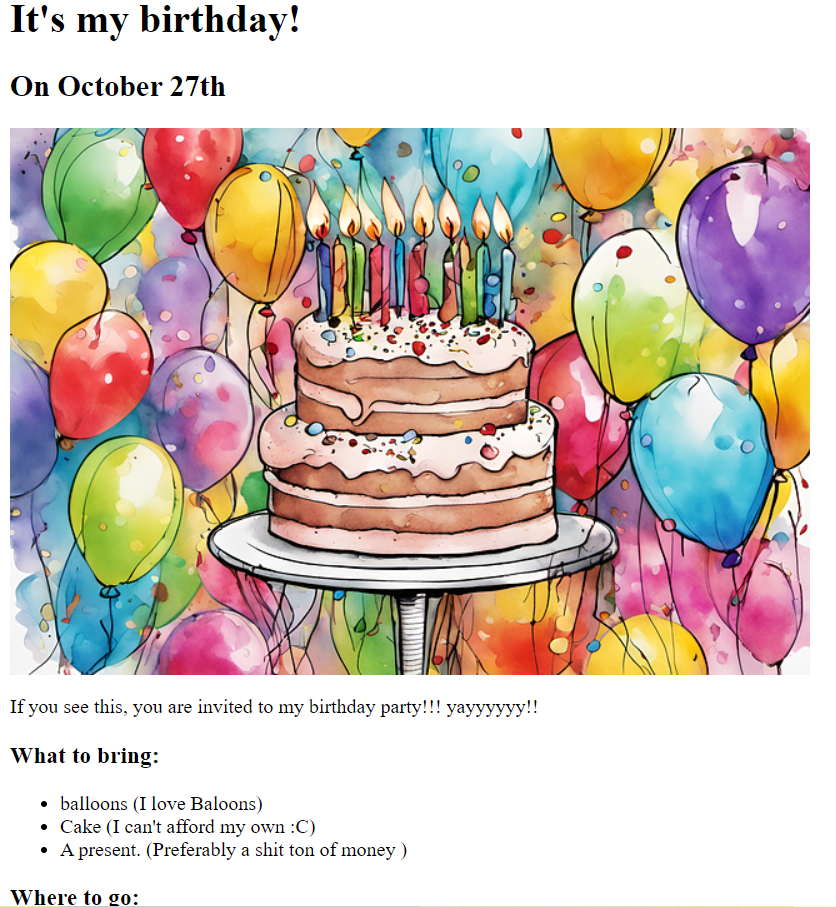 It's my birthday!
On October 27th
If you see this, you are invited to my birthday party!!! yayyyyyy!!
What to bring:
balloons (I love Baloons)
Cake (I can't afford my own :C)
A present. (Preferably a shit ton of money )
Where to go: